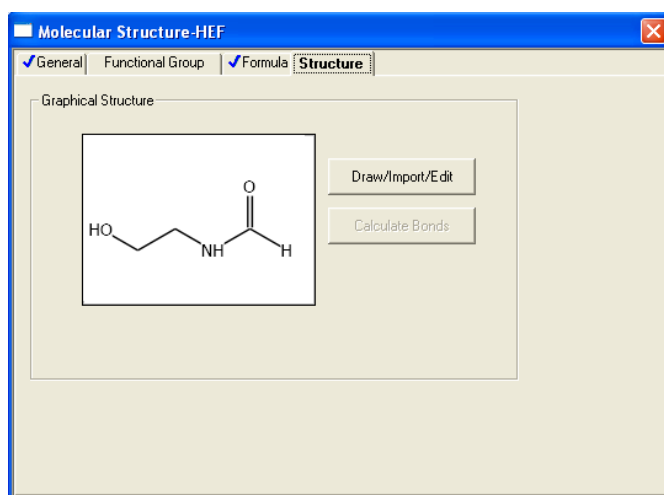 Molecular Structure-HEF
General Functional Group Formula Structure
Graphical Structure
Draw/Import/Edit
Calculate Bonds
O
HO
NH
H